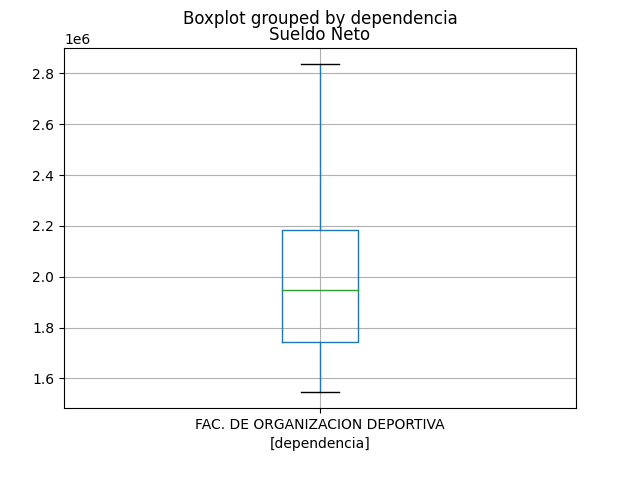 Boxplot grouped by dependencia
Sueldo Neto
1e6
2.8
2.6
2.4
2.2
2.0
1.8
1.6
FAC. DE ORGANIZACION DEPORTIVA
[dependencia]